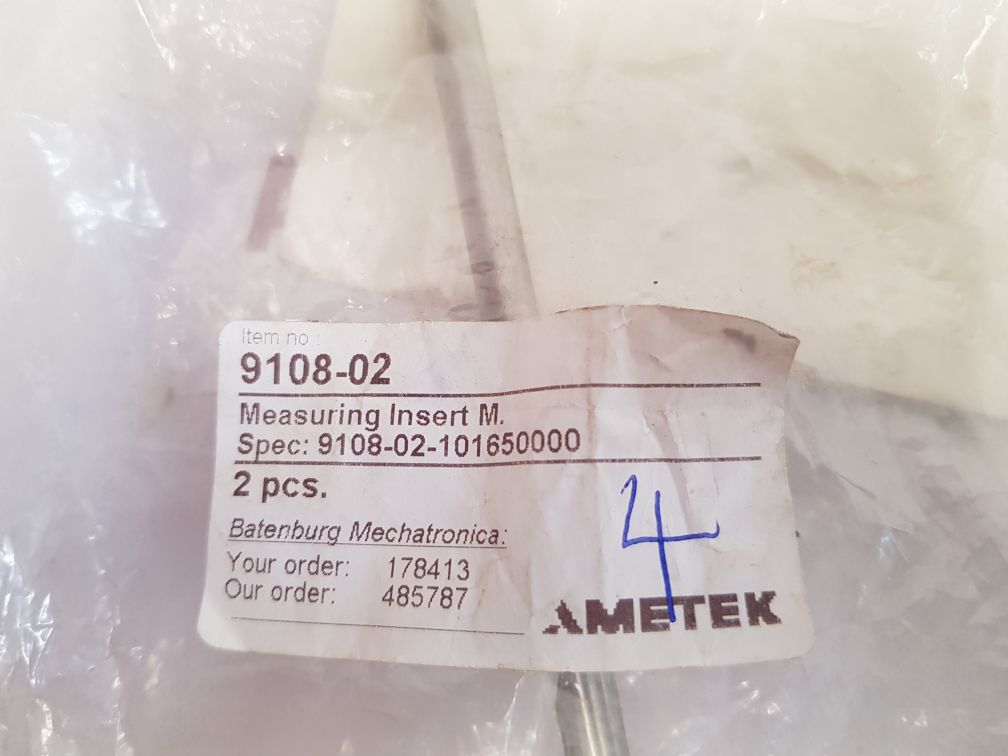 Item no :
9108-02
Measuring Insert M.
Spec: 9108-02-101650000
2 pcs.
Batenburg Mechatronica:
Your order: 178413
Our order: 485787
4
AMETEK